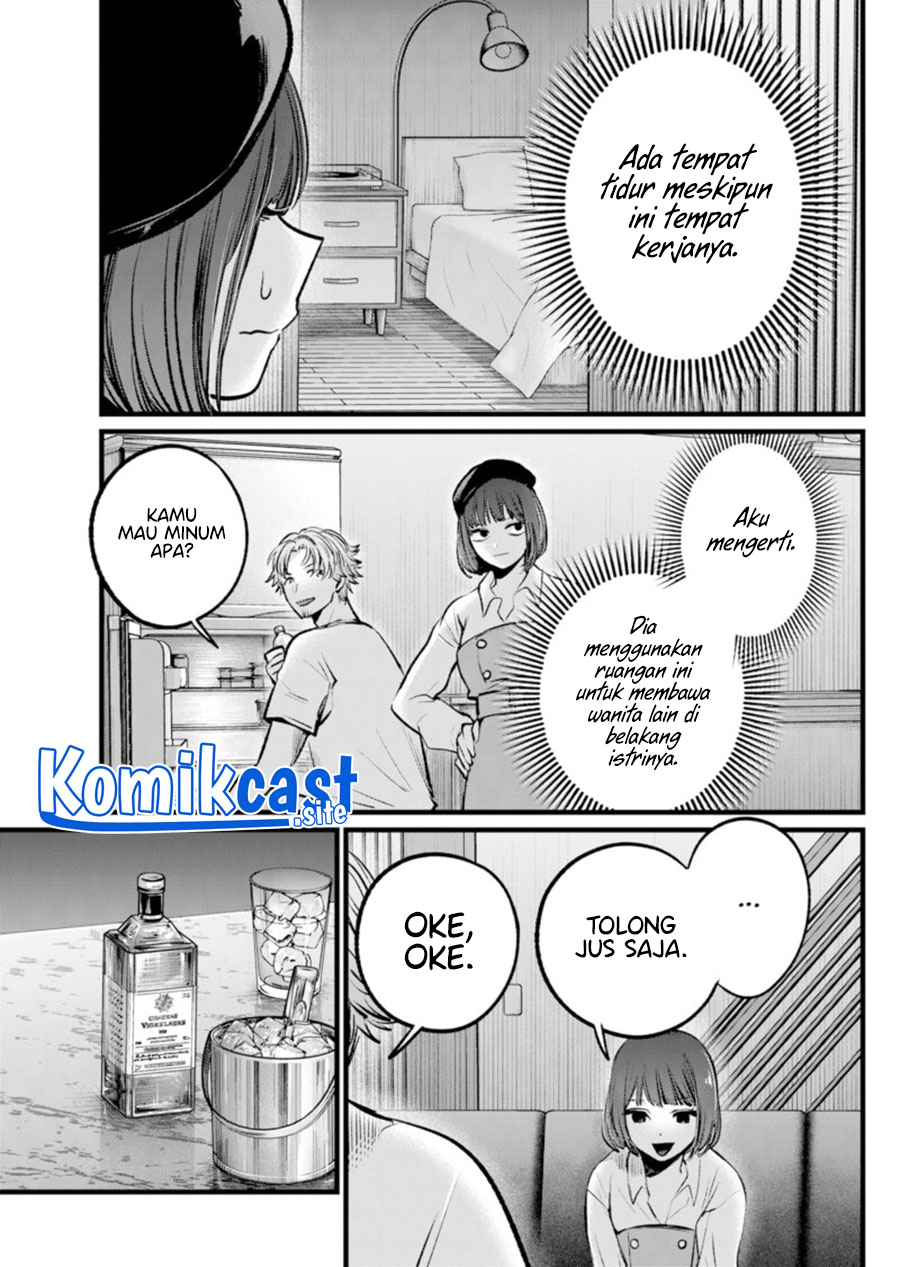 Ada tempat
tidur meskipun
ini tempat
kerjanya.
KAMU
MAU MINUM
APA?
Aku
mengerti.
Dia
menggunakan
ruangan ini
untuk membawa
wanita lain di
belakang
istrinya.
Komikcast
.site
...
TOLONG
JUS SAJA.
OKE,
OKE.